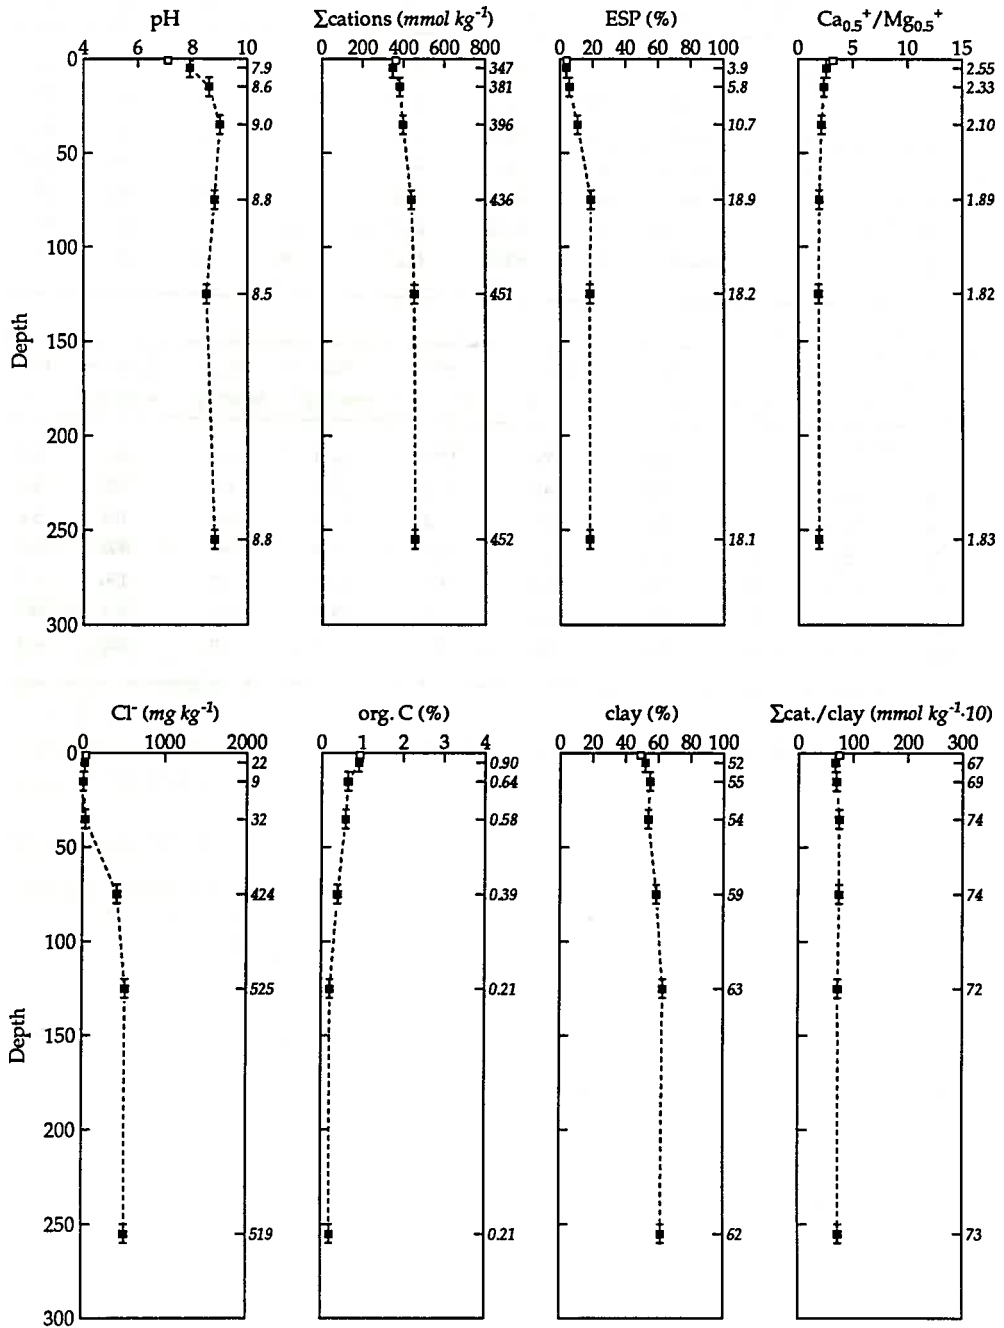 pH Σcations (mmol kg⁻¹) ESP (%) Ca₀.₅⁺/Mg₀.₅⁺
4 6 8 10 0 200 400 600 800 0 20 40 60 80 100 0 5 10 15
0 7.9 347 3.9 2.55
8.6 381 5.8 2.33
9.0 396 10.7 2.10
50
8.8 436 18.9 1.89
100
8.5 451 18.2 1.82
150
Depth
200
250
8.8 452 18.1 1.83
300
Cl⁻ (mg kg⁻¹) org. C (%) clay (%) Σcat./clay (mmol kg⁻¹·10)
0 1000 2000 0 1 2 3 4 0 20 40 60 80 100 0 100 200 300
0 22 0.90 52 67
9 0.64 55 69
32 0.58 54 74
50
424 0.39 59 74
100
525 0.21 63 72
150
Depth
200
250
519 0.21 62 73
300